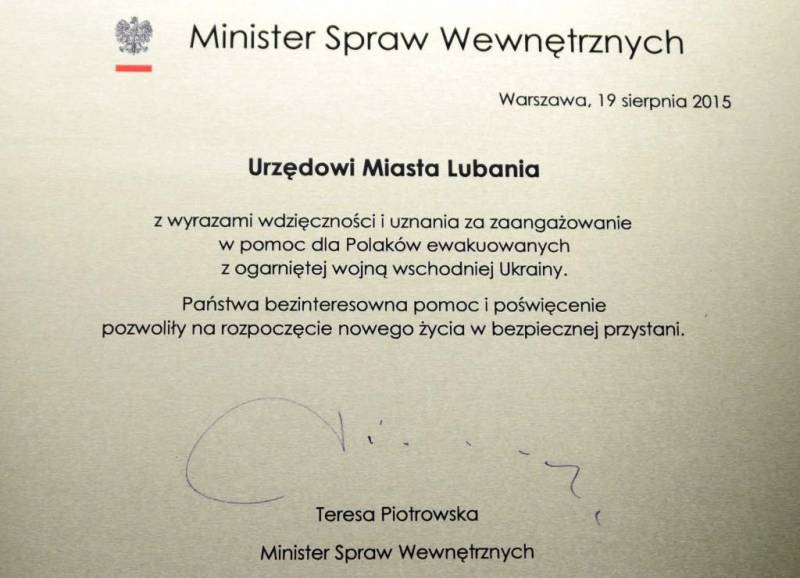 Minister Spraw Wewnętrznych
Warszawa, 19 sierpnia 2015
Urzędowi Miasta Lubania
z wyrazami wdzięczności i uznania za zaangażowanie
w pomoc dla Polaków ewakuowanych
z ogarniętej wojną wschodniej Ukrainy.
Państwa bezinteresowna pomoc i poświęcenie
pozwoliły na rozpoczęcie nowego życia w bezpiecznej przystani.
Teresa Piotrowska
Minister Spraw Wewnętrznych